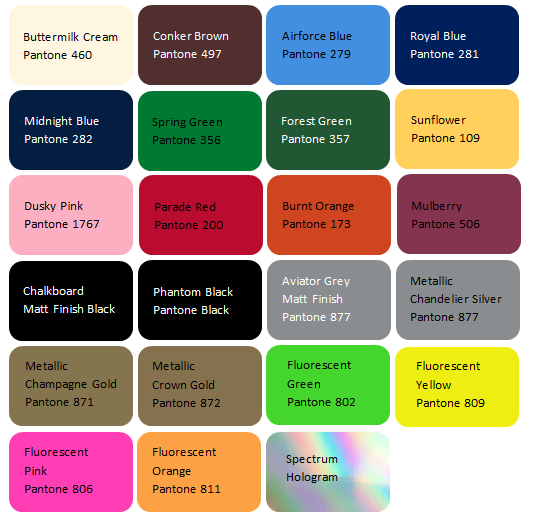 Buttermilk Cream
Pantone 460
Conker Brown
Pantone 497
Airforce Blue
Pantone 279
Royal Blue
Pantone 281
Midnight Blue
Pantone 282
Spring Green
Pantone 356
Forest Green
Pantone 357
Sunflower
Pantone 109
Dusky Pink
Pantone 1767
Parade Red
Pantone 200
Burnt Orange
Pantone 173
Mulberry
Pantone 506
Chalkboard
Matt Finish Black
Phantom Black
Pantone Black
Aviator Grey
Matt Finish
Pantone 877
Metallic
Chandelier Silver
Pantone 877
Metallic
Champagne Gold
Pantone 871
Metallic
Crown Gold
Pantone 872
Fluorescent
Green
Pantone 802
Fluorescent
Yellow
Pantone 809
Fluorescent
Pink
Pantone 806
Fluorescent
Orange
Pantone 811
Spectrum
Hologram